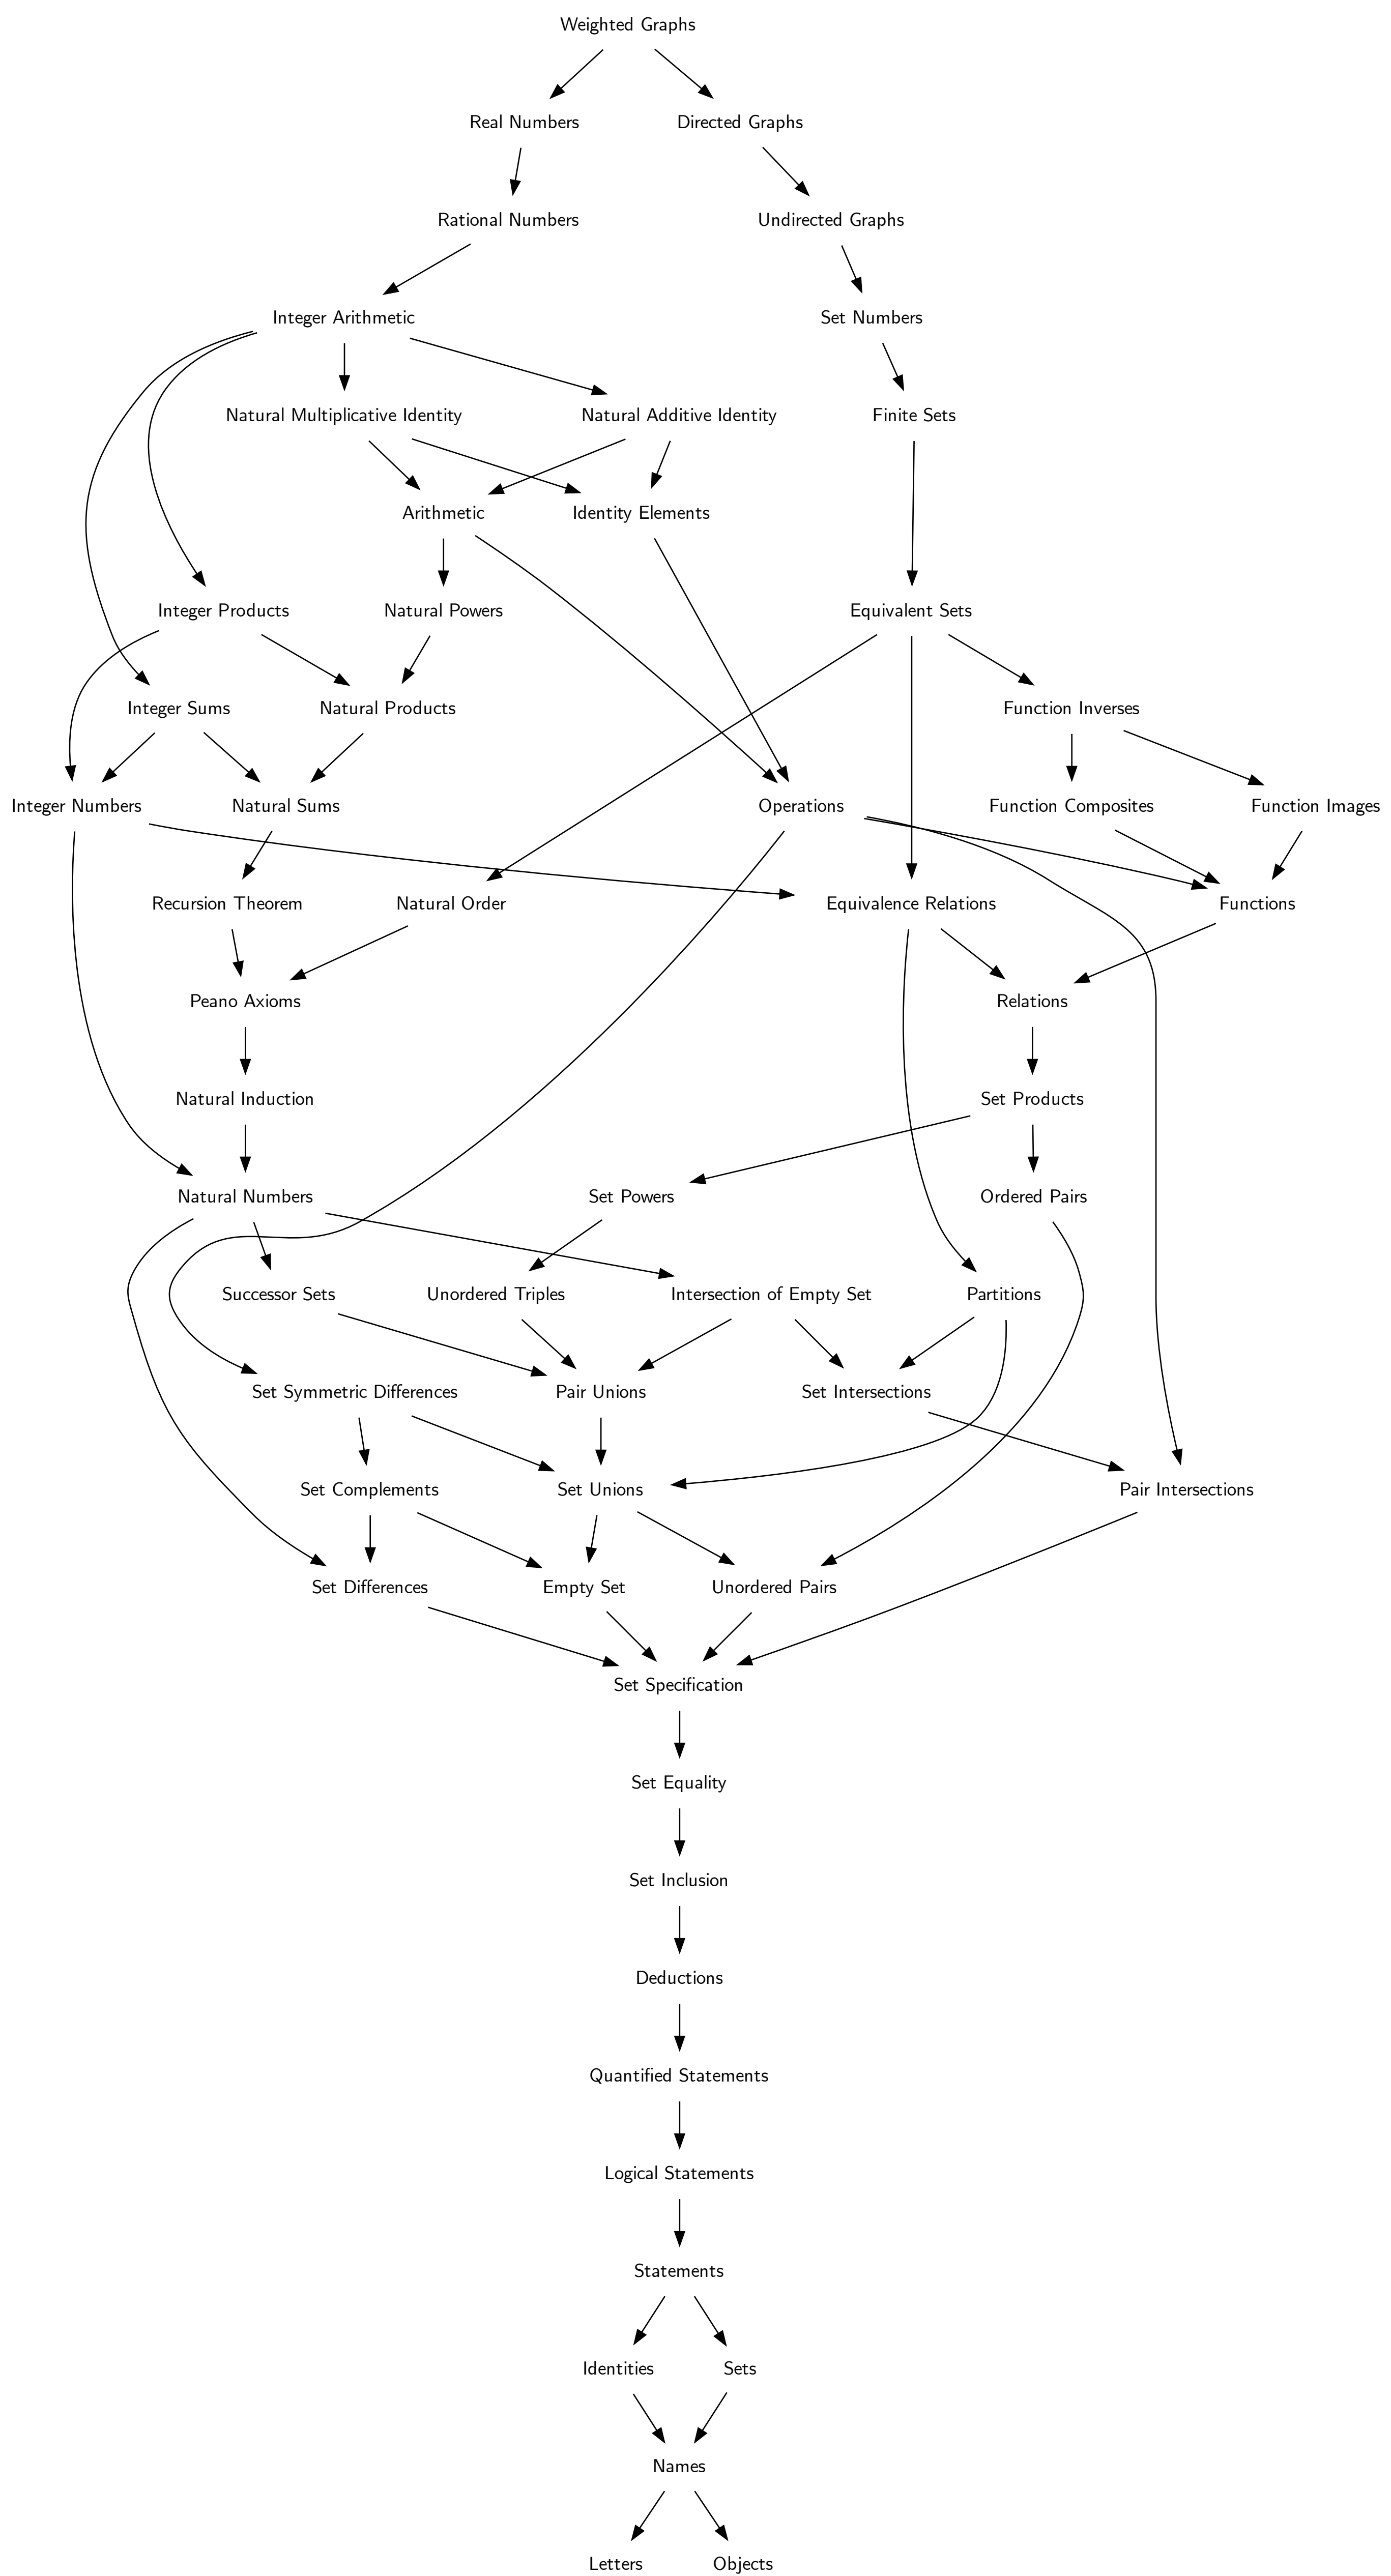 Weighted Graphs
Real Numbers
Directed Graphs
Rational Numbers
Undirected Graphs
Integer Arithmetic
Set Numbers
Natural Multiplicative Identity
Natural Additive Identity
Finite Sets
Arithmetic
Identity Elements
Integer Products
Natural Powers
Equivalent Sets
Integer Sums
Natural Products
Function Inverses
Integer Numbers
Natural Sums
Operations
Function Composites
Function Images
Recursion Theorem
Natural Order
Equivalence Relations
Functions
Peano Axioms
Relations
Natural Induction
Set Products
Natural Numbers
Set Powers
Ordered Pairs
Successor Sets
Unordered Triples
Intersection of Empty Set
Partitions
Set Symmetric Differences
Pair Unions
Set Intersections
Set Complements
Set Unions
Pair Intersections
Set Differences
Empty Set
Unordered Pairs
Set Specification
Set Equality
Set Inclusion
Deductions
Quantified Statements
Logical Statements
Statements
Identities
Sets
Names
Letters
Objects